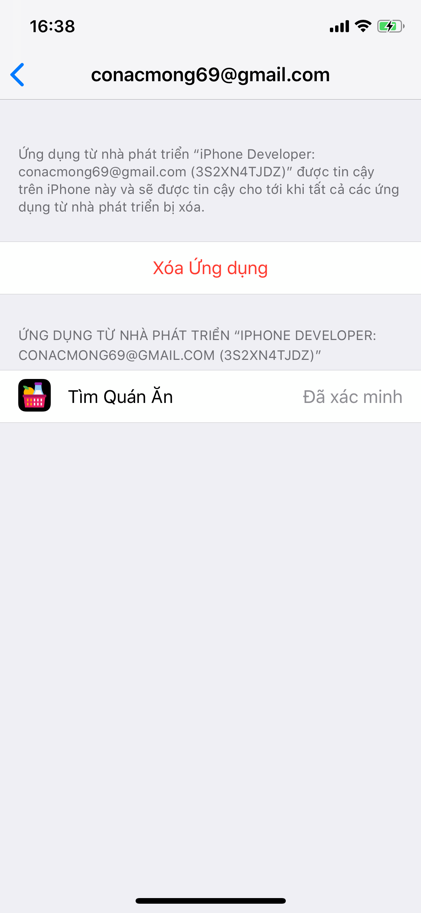 16:38
conacmong69@gmail.com
Ứng dụng từ nhà phát triển “iPhone Developer:
conacmong69@gmail.com (3S2XN4TJDZ)” được tin cậy
trên iPhone này và sẽ được tin cậy cho tới khi tất cả các ứng
dụng từ nhà phát triển bị xóa.
Xóa Ứng dụng
ỨNG DỤNG TỪ NHÀ PHÁT TRIỂN “IPHONE DEVELOPER:
CONACMONG69@GMAIL.COM (3S2XN4TJDZ)”
Tìm Quán Ăn Đã xác minh